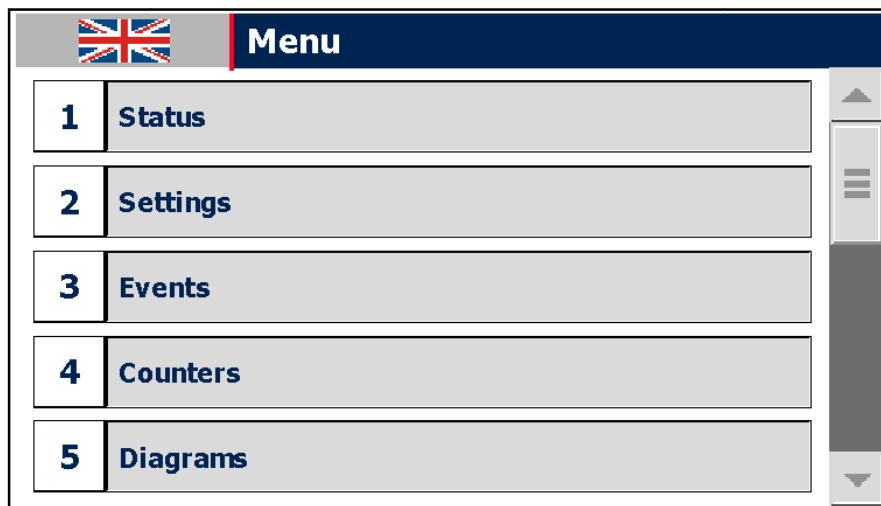 Menu
1 Status
2 Settings
3 Events
4 Counters
5 Diagrams